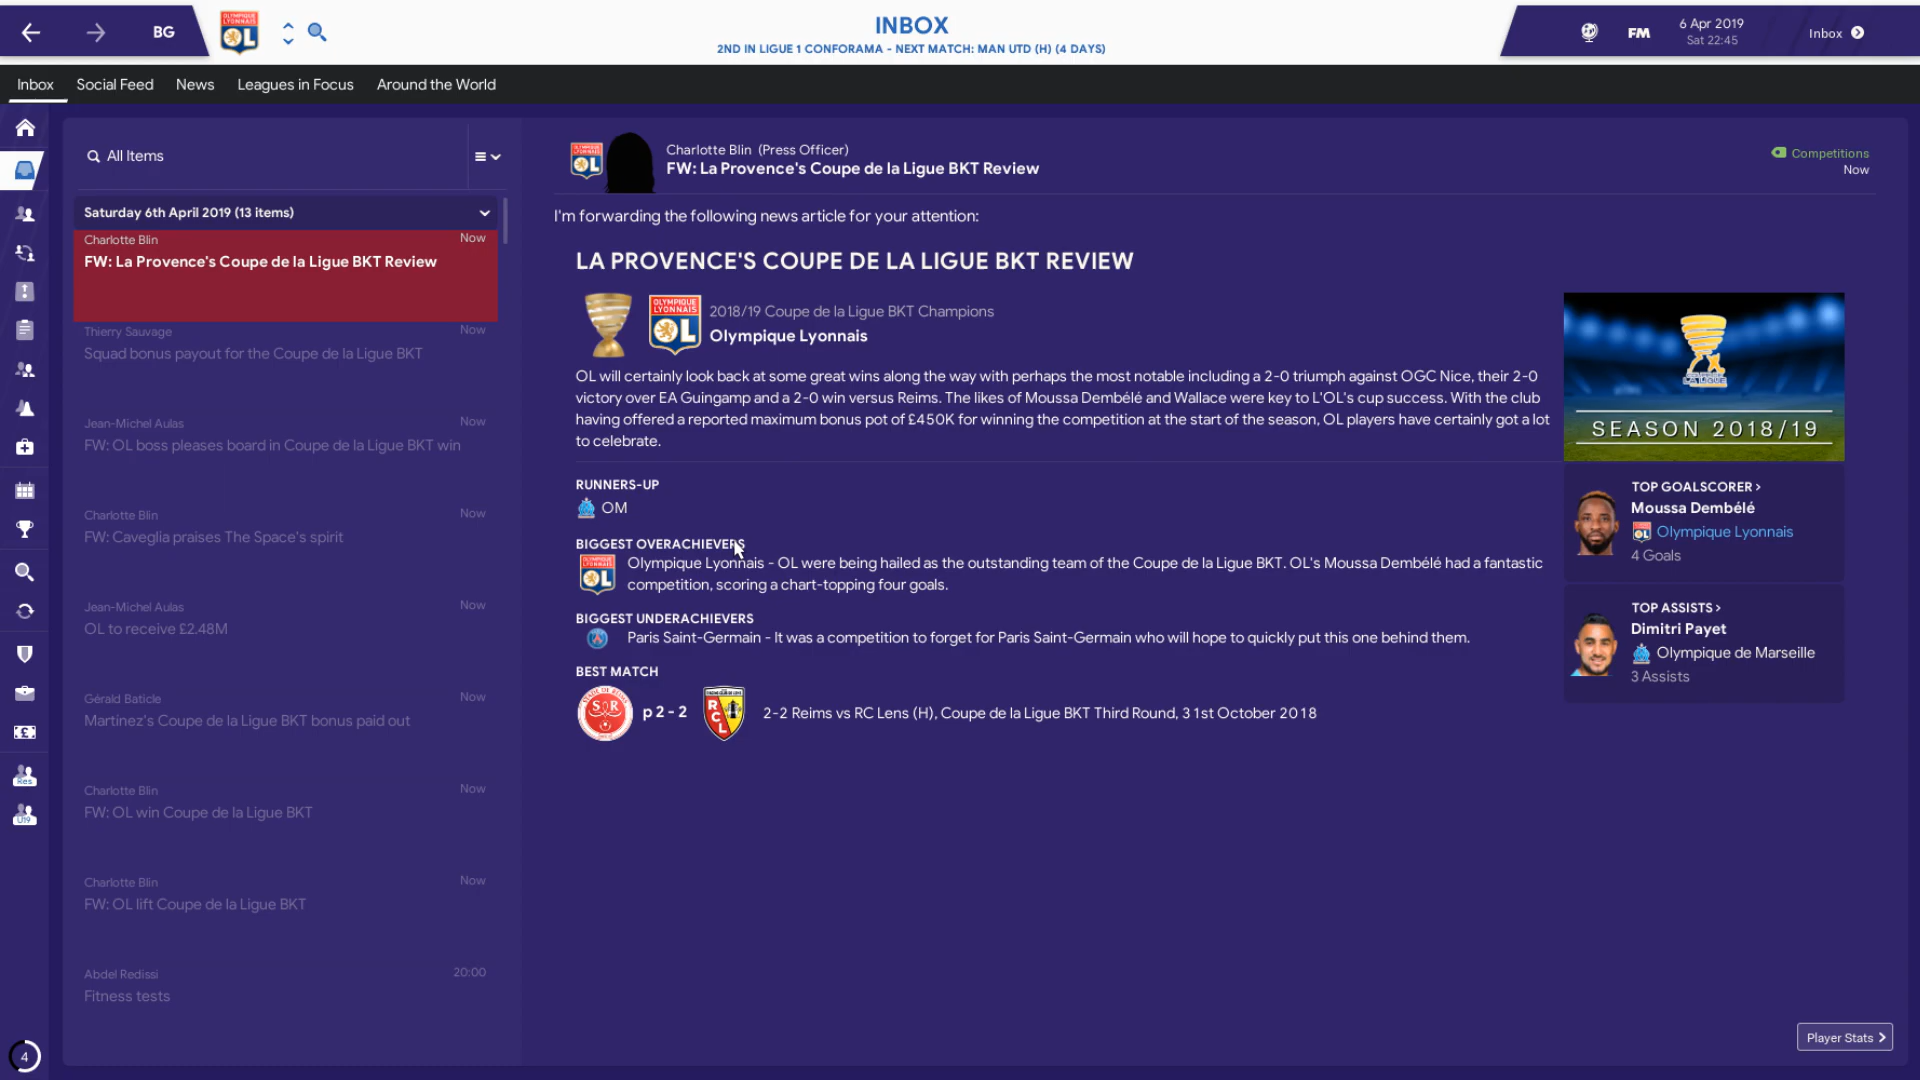 BG
INBOX
2ND IN LIGUE 1 CONFORAMA - NEXT MATCH: MAN UTD (H) (4 DAYS)
FM
6 Apr 2019
Sat 22:45
Inbox
Inbox
Social Feed
News
Leagues in Focus
Around the World
All Items
Saturday 6th April 2019 (13 items)
Charlotte Blin
Now
FW: La Provence's Coupe de la Ligue BKT Review
Thierry Sauvage
Now
Squad bonus payout for the Coupe de la Ligue BKT
Jean-Michel Aulas
Now
FW: OL boss pleases board in Coupe de la Ligue BKT win
Charlotte Blin
Now
FW: Caveglia praises The Space's spirit
Jean-Michel Aulas
Now
OL to receive £2.48M
Gérald Baticle
Now
Martinez's Coupe de la Ligue BKT bonus paid out
Charlotte Blin
Now
FW: OL win Coupe de la Ligue BKT
Charlotte Blin
Now
FW: OL lift Coupe de la Ligue BKT
Abdel Redissi
20:00
Fitness tests
Res
U19
4
Charlotte Blin (Press Officer)
FW: La Provence's Coupe de la Ligue BKT Review
Competitions
Now
I'm forwarding the following news article for your attention:
LA PROVENCE'S COUPE DE LA LIGUE BKT REVIEW
OLYMPIQUE
LYONNAIS
OL
2018/19 Coupe de la Ligue BKT Champions
Olympique Lyonnais
OL will certainly look back at some great wins along the way with perhaps the most notable including a 2-0 triumph against OGC Nice, their 2-0
victory over EA Guingamp and a 2-0 win versus Reims. The likes of Moussa Dembélé and Wallace were key to L'OL's cup success. With the club
having offered a reported maximum bonus pot of £450K for winning the competition at the start of the season, OL players have certainly got a lot
to celebrate.
RUNNERS-UP
OM
BIGGEST OVERACHIEVERS
Olympique Lyonnais - OL were being hailed as the outstanding team of the Coupe de la Ligue BKT. OL's Moussa Dembélé had a fantastic
competition, scoring a chart-topping four goals.
BIGGEST UNDERACHIEVERS
Paris Saint-Germain - It was a competition to forget for Paris Saint-Germain who will hope to quickly put this one behind them.
BEST MATCH
p 2 - 2
2-2 Reims vs RC Lens (H), Coupe de la Ligue BKT Third Round, 31st October 2018
SEASON 2018/19
TOP GOALSCORER >
Moussa Dembélé
Olympique Lyonnais
4 Goals
TOP ASSISTS >
Dimitri Payet
Olympique de Marseille
3 Assists
Player Stats